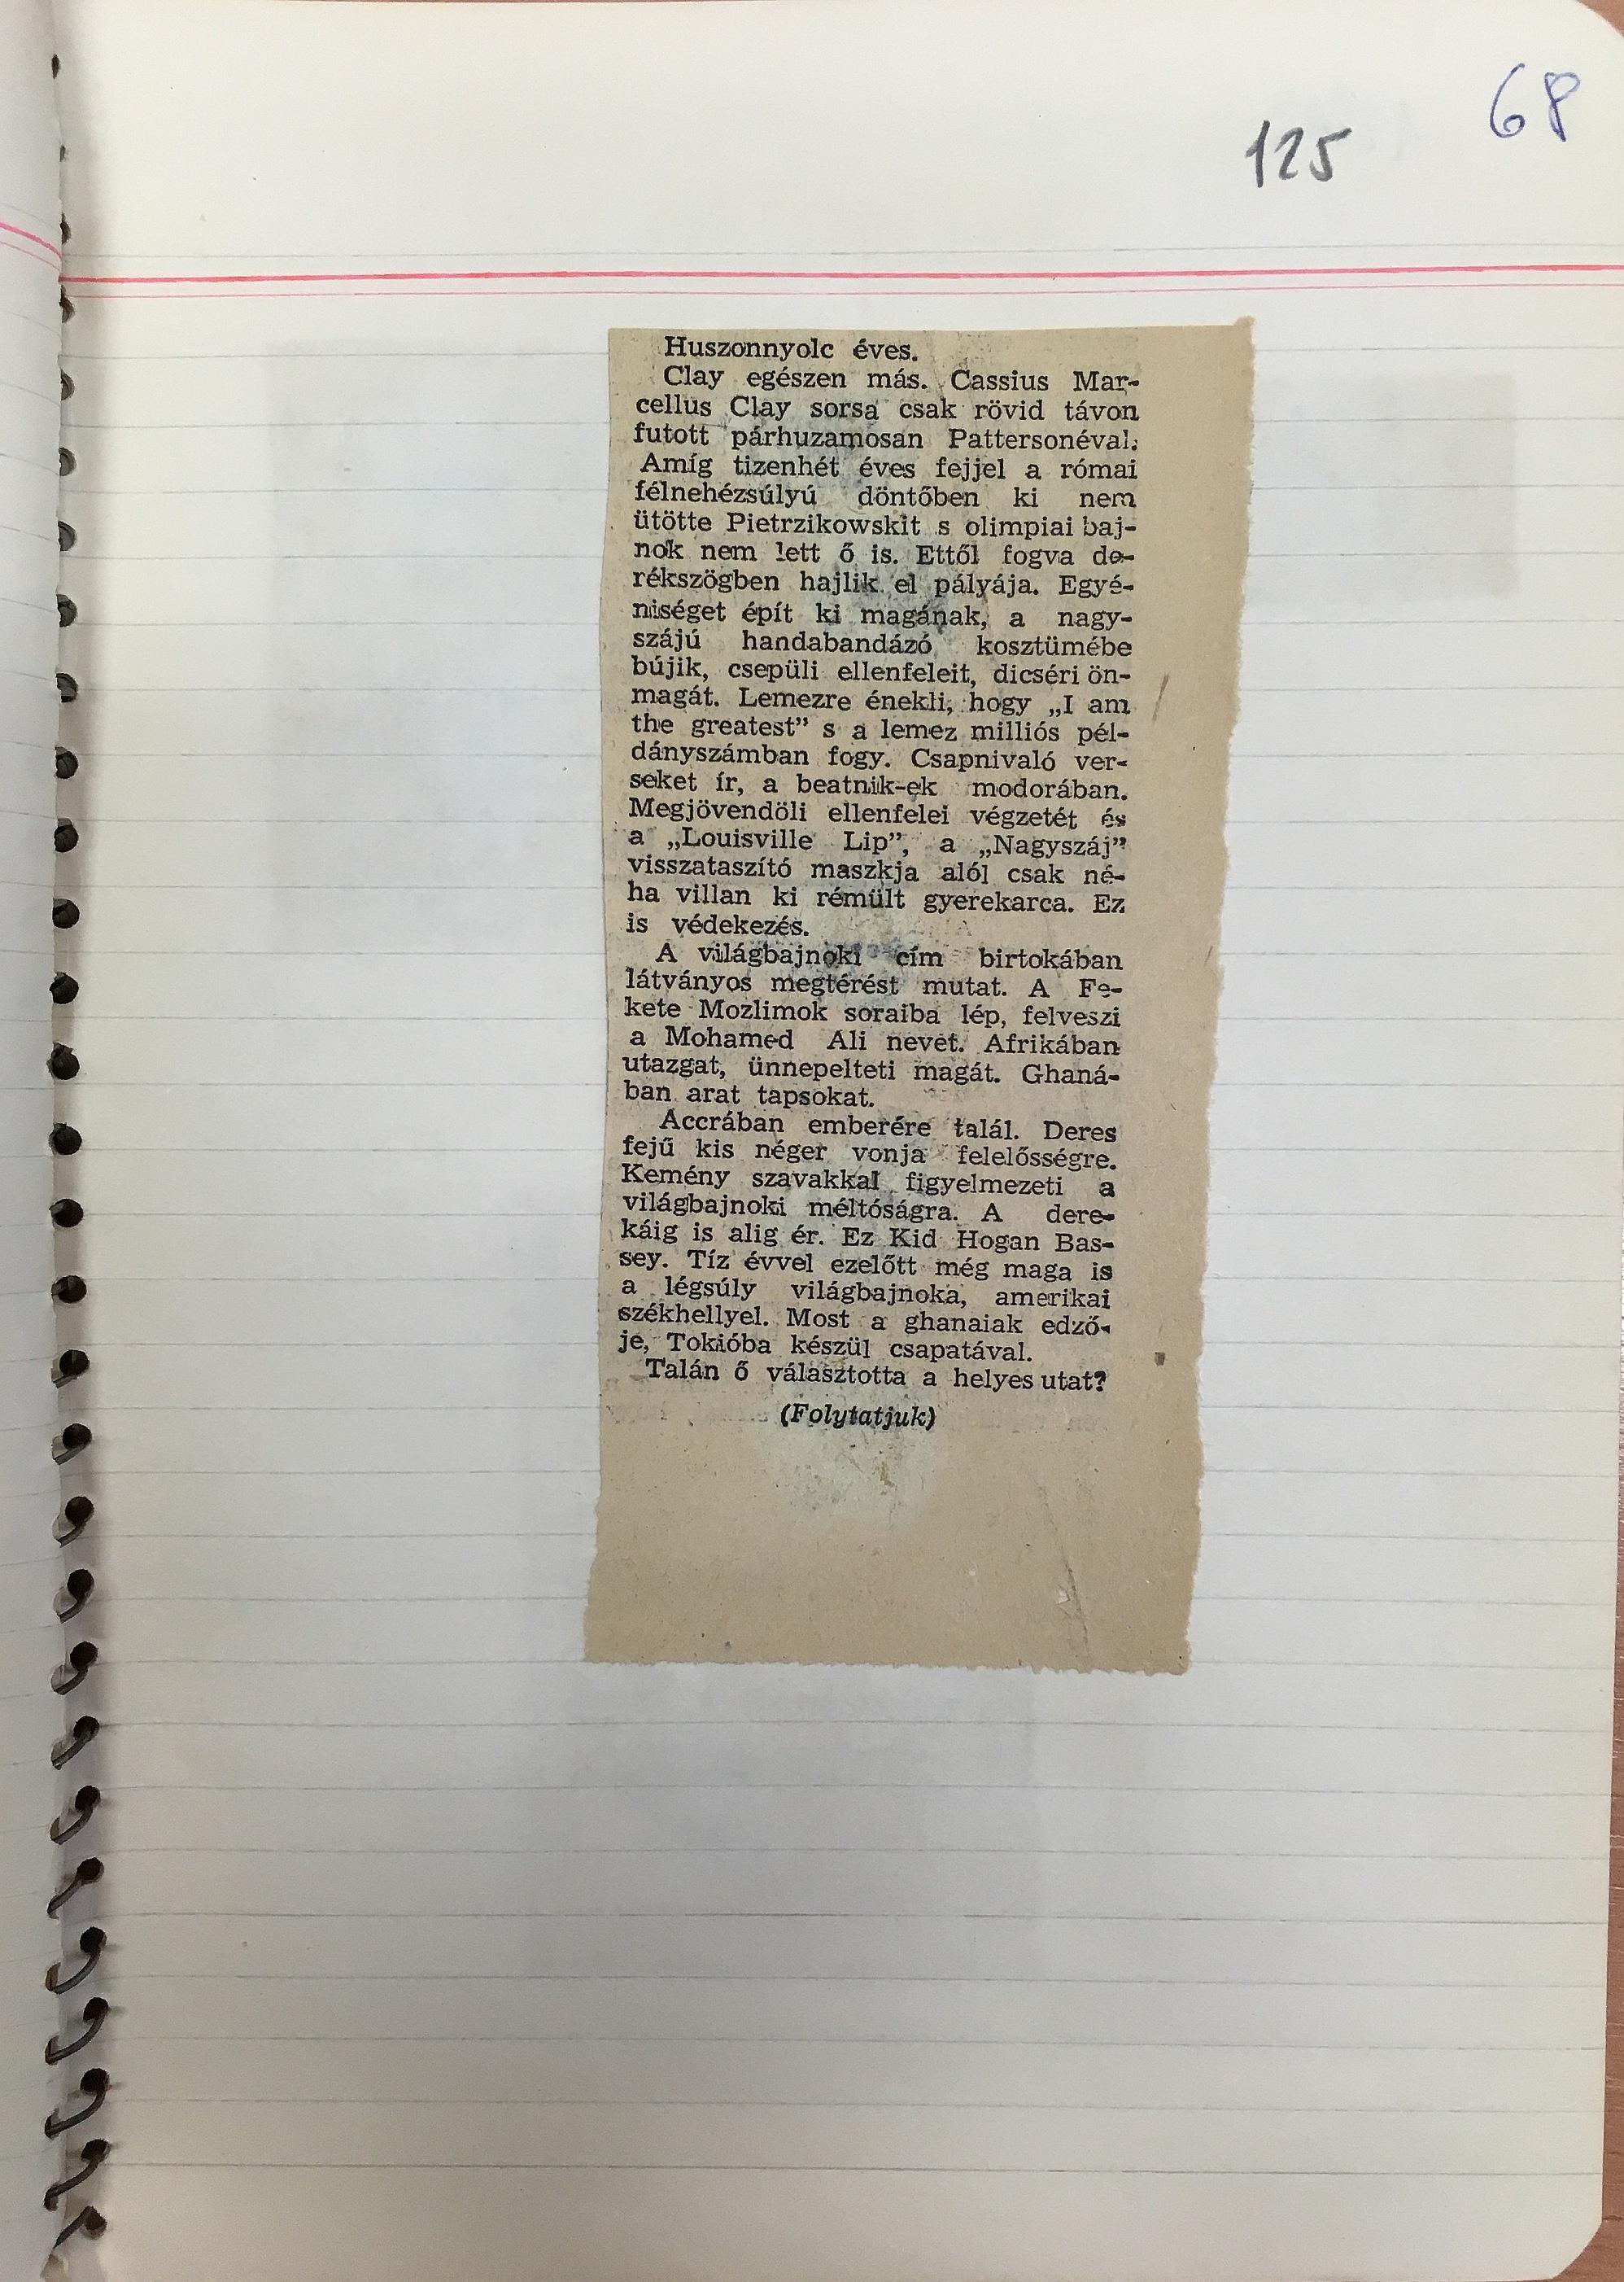 68
125
Huszonnyolc éves.
Clay egészen más. Cassius Mar-
cellus Clay sorsa csak rövid távon
futott párhuzamosan Pattersonéval.
Amíg tizenhét éves fejjel a római
félnehézsúlyú döntőben ki nem
ütötte Pietrzikowskit s olimpiai baj-
nok nem lett ő is. Ettől fogva de-
rékszögben hajlik el pályája. Egyé-
niséget épít ki magának, a nagy-
szájú handabandázó kosztümébe
bújik, csepüli ellenfeleit, dicséri ön-
magát. Lemezre énekli, hogy „I am
the greatest” s a lemez milliós pél-
dányszámban fogy. Csapnivaló ver-
seket ír, a beatnik-ek modorában.
Megjövendöli ellenfelei végzetét és
a „Louisville Lip”, a „Nagyszáj”
visszataszító maszkja alól csak né-
ha villan ki rémült gyerekarca. Ez
is védekezés.
A világbajnoki cím birtokában
látványos megtérést mutat. A Fe-
kete Mozlimok soraiba lép, felveszi
a Mohamed Ali nevet. Afrikában
utazgat, ünnepelteti magát. Ghaná-
ban arat tapsokat.
Accrában emberére talál. Deres
fejű kis néger vonja felelősségre.
Kemény szavakkal figyelmezeti a
világbajnoki méltóságra. A dere-
káig is alig ér. Ez Kid Hogan Bas-
sey. Tíz évvel ezelőtt még maga is
a légsúly világbajnoka, amerikai
székhellyel. Most a ghanaiak edző-
je, Tokióba készül csapatával.
Talán ő választotta a helyes utat?
(Folytatjuk)